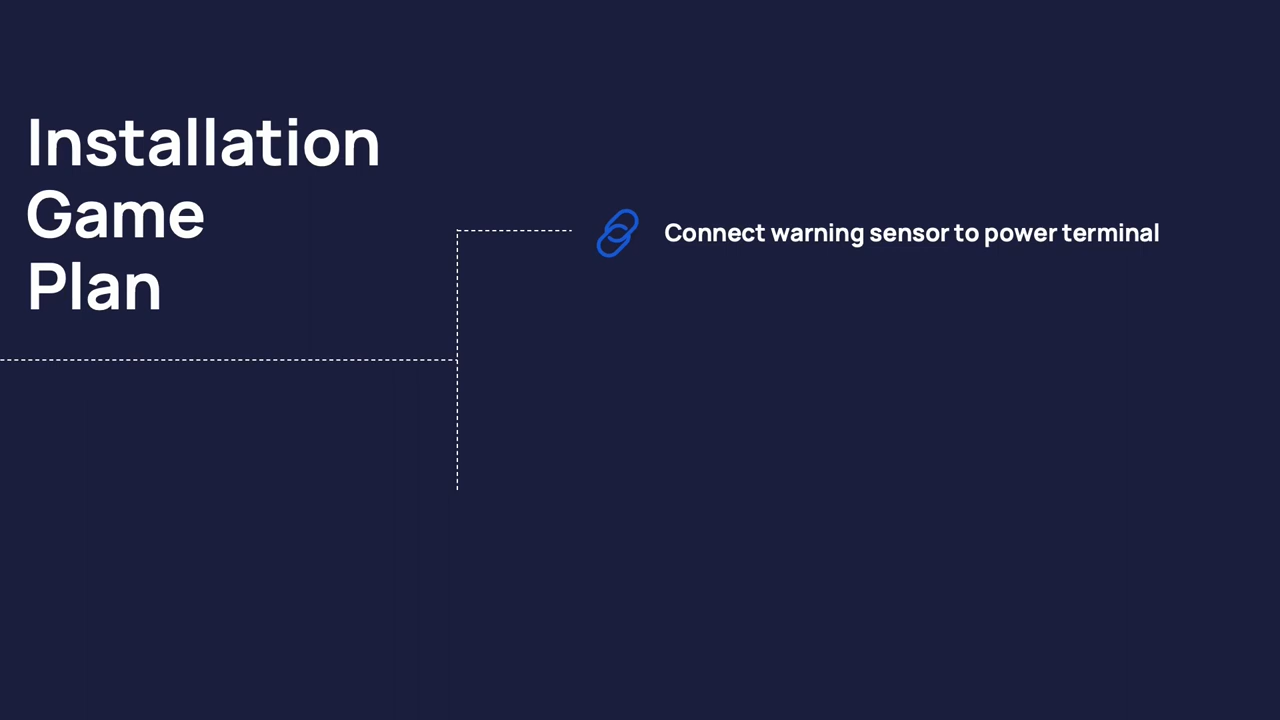 Installation
Game
Plan
Connect warning sensor to power terminal